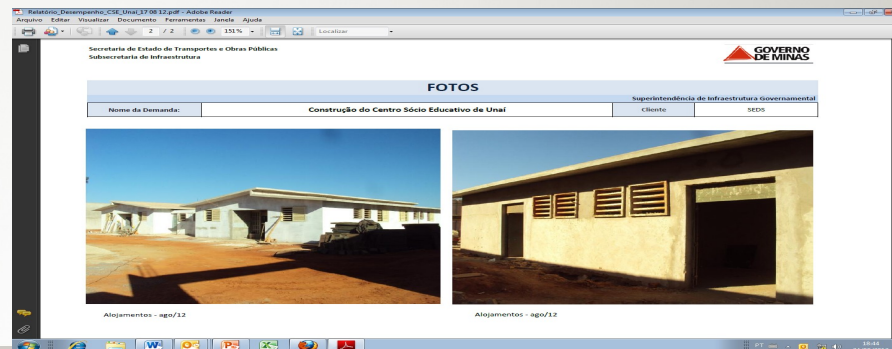 Relatório_Desempenho_CSE_Unaí_17 08 12.pdf - Adobe Reader
Arquivo Editar Visualizar Documento Ferramentas Janela Ajuda
2 / 2 151% Localizar
Secretaria de Estado de Transportes e Obras Públicas
Subsecretaria de Infraestrutura
GOVERNO
DE MINAS
FOTOS
Superintendência de Infraestrutura Governamental
Nome da Demanda: Construção do Centro Sócio Educativo de Unaí Cliente SEDS
Alojamentos - ago/12 Alojamentos - ago/12
PT 19:44